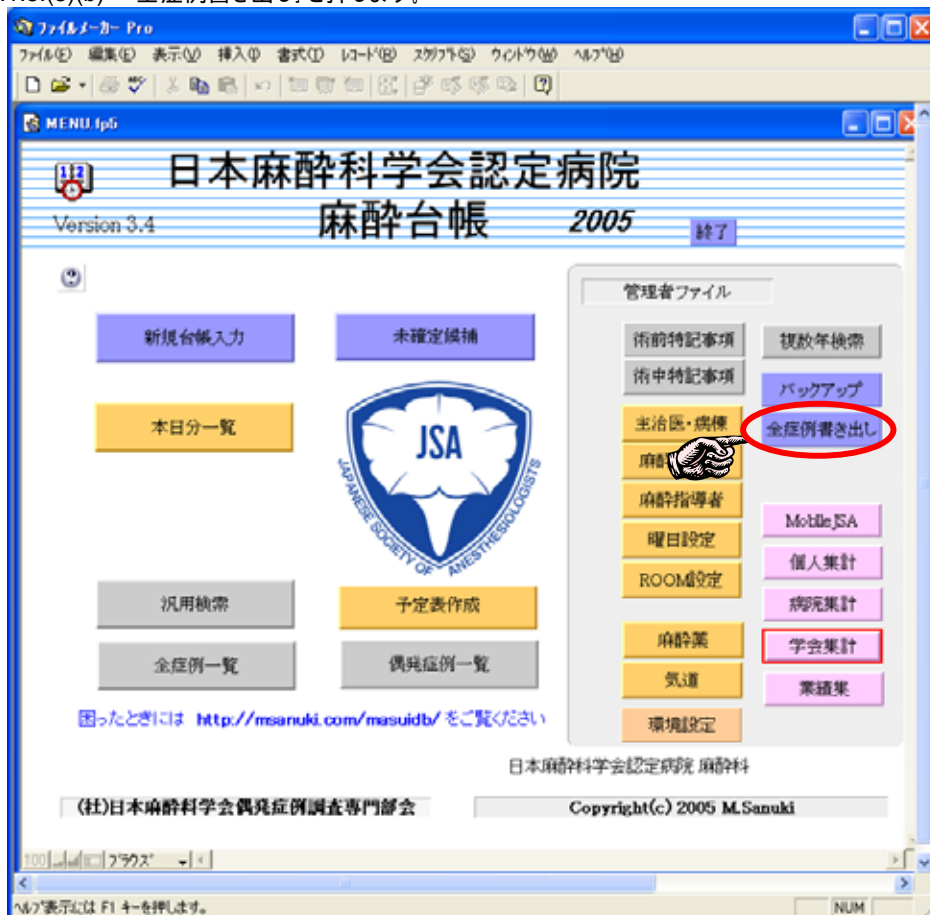 全症例書き出し を押します。
ファイルメーカー Pro
ファイル(F) 編集(E) 表示(V) 挿入(I) 書式(T) レコード(R) スクリプト(S) ウィンドウ(W) ヘルプ(H)
MENU.fp5
日本麻酔科学会認定病院
Version 3.4 麻酔台帳 2005 終了
管理者ファイル
新規台帳入力 未確定候補 術前特記事項 複数年検索
術中特記事項 バックアップ
本日分一覧 主治医・病棟 全症例書き出し
JSA
JAPANESE SOCIETY OF ANESTHESIOLOGISTS
麻酔指導者
曜日設定 MobileJSA
ROOM設定 個人集計
汎用検索 予定表作成 病院集計
麻酔薬 学会集計
全症例一覧 偶発症例一覧 気道 業績集
困ったときには http://msanuki.com/masuidb/ をご覧ください 環境設定
日本麻酔科学会認定病院 麻酔科
(社)日本麻酔科学会偶発症例調査専門部会 Copyright(c) 2005 M.Sanuki
100 ブラウズ
ヘルプ表示には F1 キーを押します。 NUM